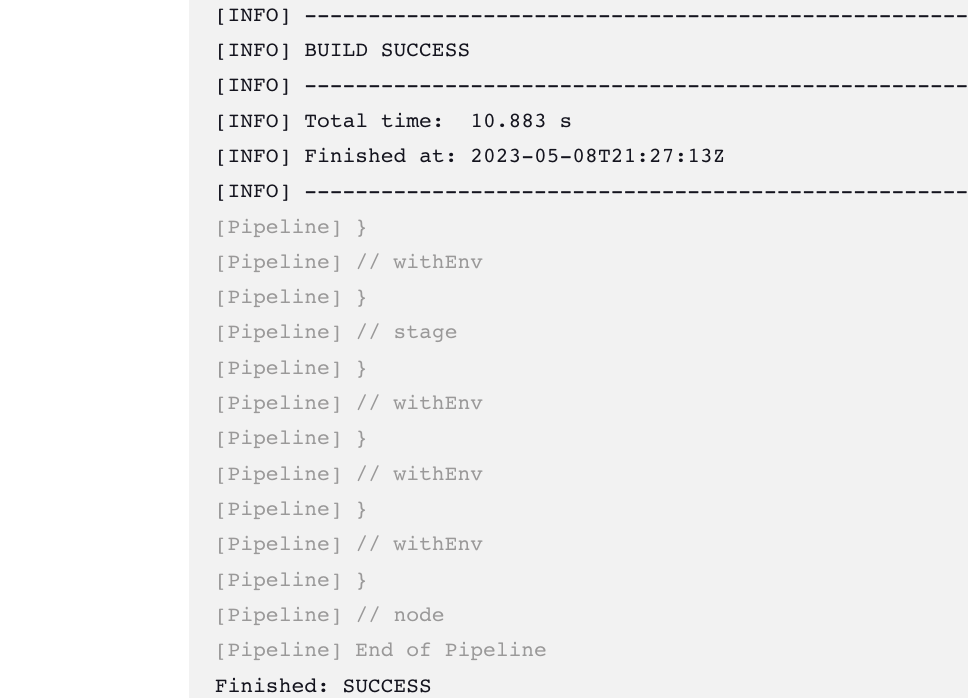 [INFO] ----------------------------------------------------
[INFO] BUILD SUCCESS
[INFO] ----------------------------------------------------
[INFO] Total time:  10.883 s
[INFO] Finished at: 2023-05-08T21:27:13Z
[INFO] ----------------------------------------------------
[Pipeline] }
[Pipeline] // withEnv
[Pipeline] }
[Pipeline] // stage
[Pipeline] }
[Pipeline] // withEnv
[Pipeline] }
[Pipeline] // withEnv
[Pipeline] }
[Pipeline] // withEnv
[Pipeline] }
[Pipeline] // node
[Pipeline] End of Pipeline
Finished: SUCCESS